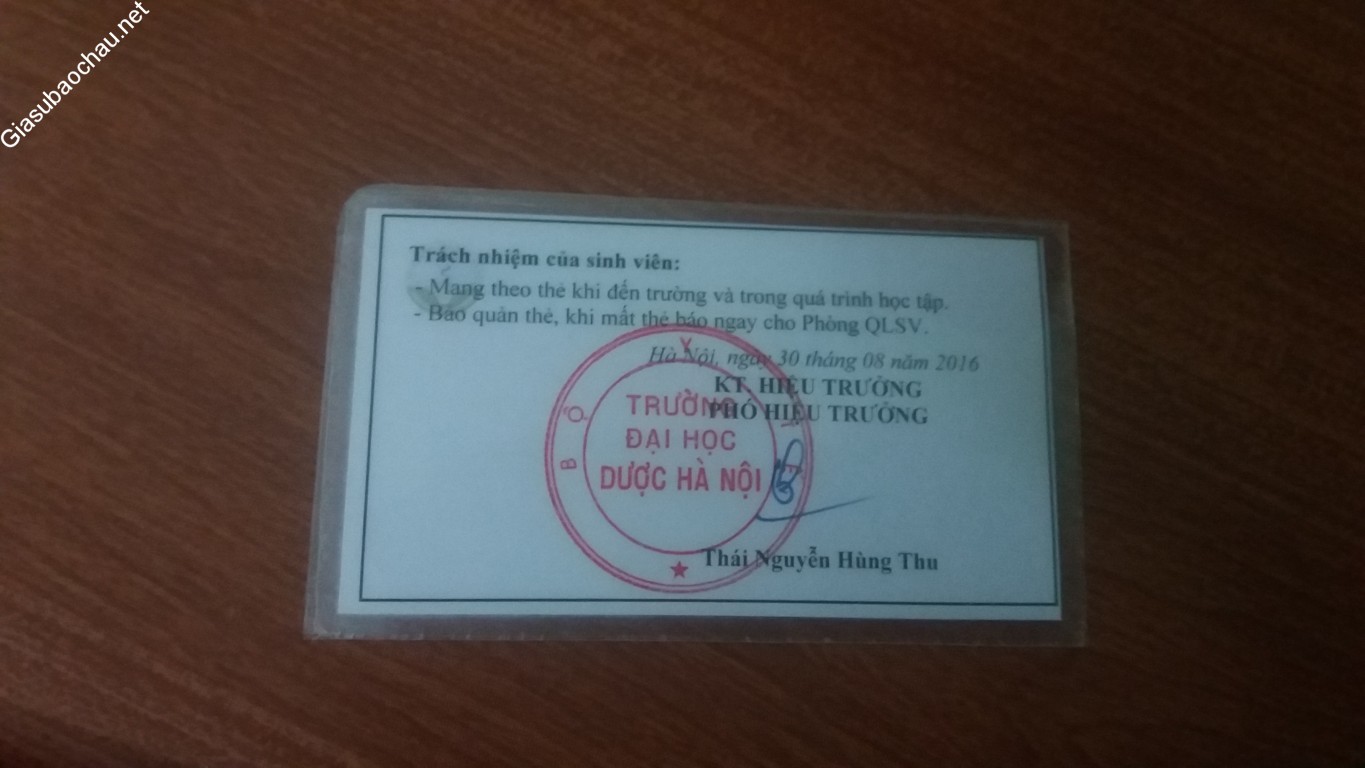 Giasubaochau.net
Trách nhiệm của sinh viên:
- Mang theo thẻ khi đến trường và trong quá trình học tập.
- Bảo quản thẻ, khi mất thẻ báo ngay cho Phòng QLSV.
Hà Nội, ngày 30 tháng 08 năm 2016
KT. HIỆU TRƯỞNG
PHÓ HIỆU TRƯỞNG
BỘ Y TẾ
TRƯỜNG
ĐẠI HỌC
DƯỢC HÀ NỘI
Thái Nguyễn Hùng Thu